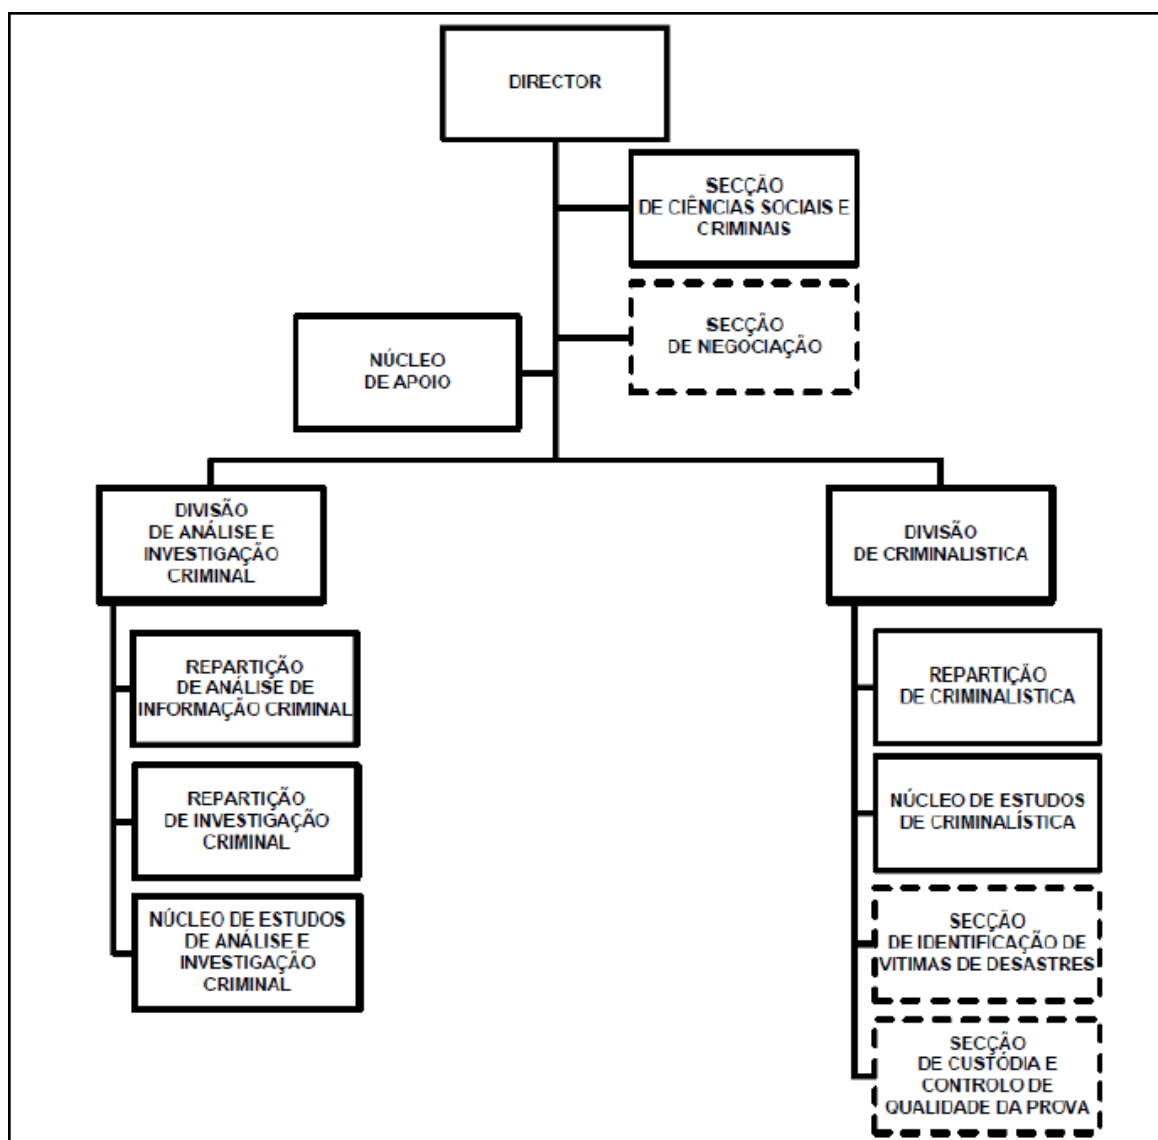 DIRECTOR
SECÇÃO
DE CIÊNCIAS SOCIAIS E
CRIMINAIS
SECÇÃO
DE NEGOCIAÇÃO
NÚCLEO
DE APOIO
DIVISÃO
DE ANÁLISE E
INVESTIGAÇÃO
CRIMINAL
REPARTIÇÃO
DE ANÁLISE DE
INFORMAÇÃO CRIMINAL
REPARTIÇÃO
DE INVESTIGAÇÃO
CRIMINAL
NÚCLEO DE ESTUDOS
DE ANÁLISE E
INVESTIGAÇÃO
CRIMINAL
DIVISÃO
DE CRIMINALISTICA
REPARTIÇÃO
DE CRIMINALISTICA
NÚCLEO DE ESTUDOS
DE CRIMINALÍSTICA
SECÇÃO
DE IDENTIFICAÇÃO DE
VITIMAS DE DESASTRES
SECÇÃO
DE CUSTÓDIA E
CONTROLO DE
QUALIDADE DA PROVA